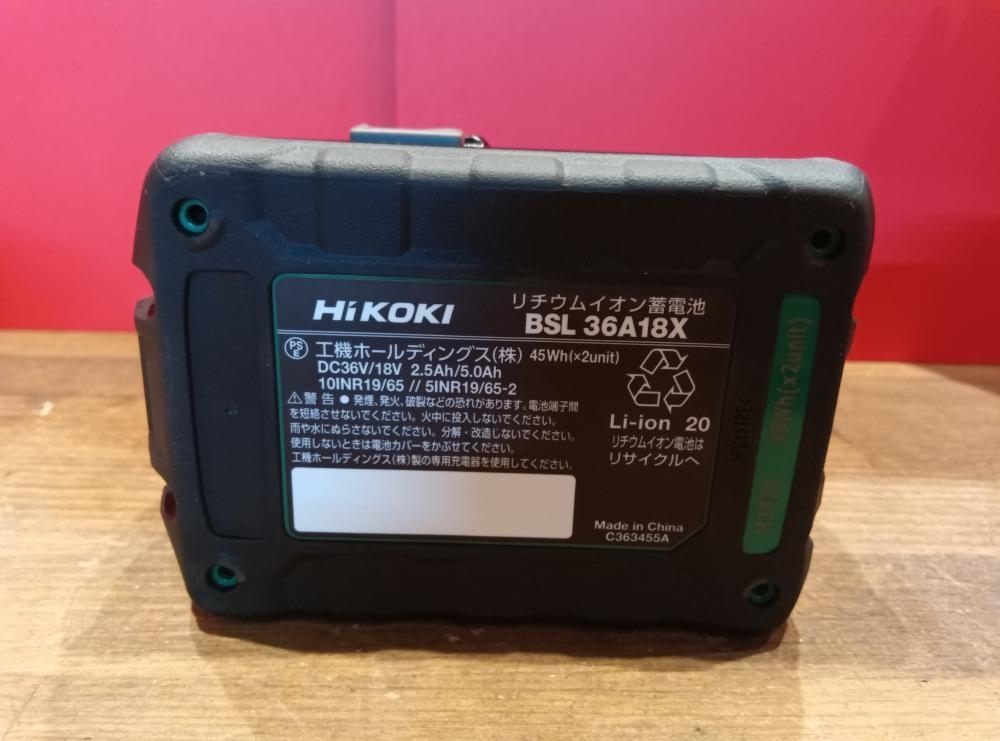 HiKOKI
リチウムイオン蓄電池
BSL 36A18X
PS
E
工機ホールディングス(株) 45Wh(×2unit)
DC36V/18V 2.5Ah/5.0Ah
10INR19/65 // 5INR19/65-2
⚠警告 ● 発煙、発火、破裂などの恐れがあります。電池端子間
を短絡させないでください。火中に投入しないでください。
雨や水にぬらさないでください。分解・改造しないでください。
使用しないときは電池カバーをかぶせてください。
工機ホールディングス(株)製の専用充電器を使用してください。
Li-ion 20
リチウムイオン電池は
リサイクルへ
Made in China
C363455A
45Wh(×2unit)